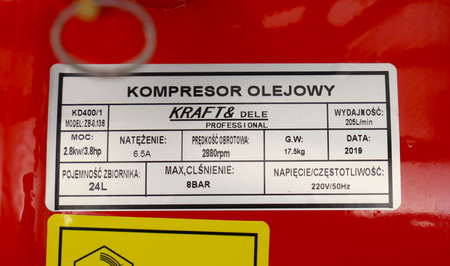 KOMPRESOR OLEJOWY
KD400/1
MODEL: ZB-0.13/8
KRAFT& DELE
PROFESSIONAL
WYDAJNOŚĆ:
205L/min
MOC:
2.8kw/3.8hp
NATĘŻENIE:
6.5A
PRĘDKOŚĆ OBROTOWA:
2880rpm
G.W:
17.5kg
DATA:
2019
POJEMNOŚĆ ZBIORNIKA:
24L
MAX,CLŚNIENIE:
8BAR
NAPIĘCIE/CZĘSTOTLIWOŚĆ:
220V/50Hz